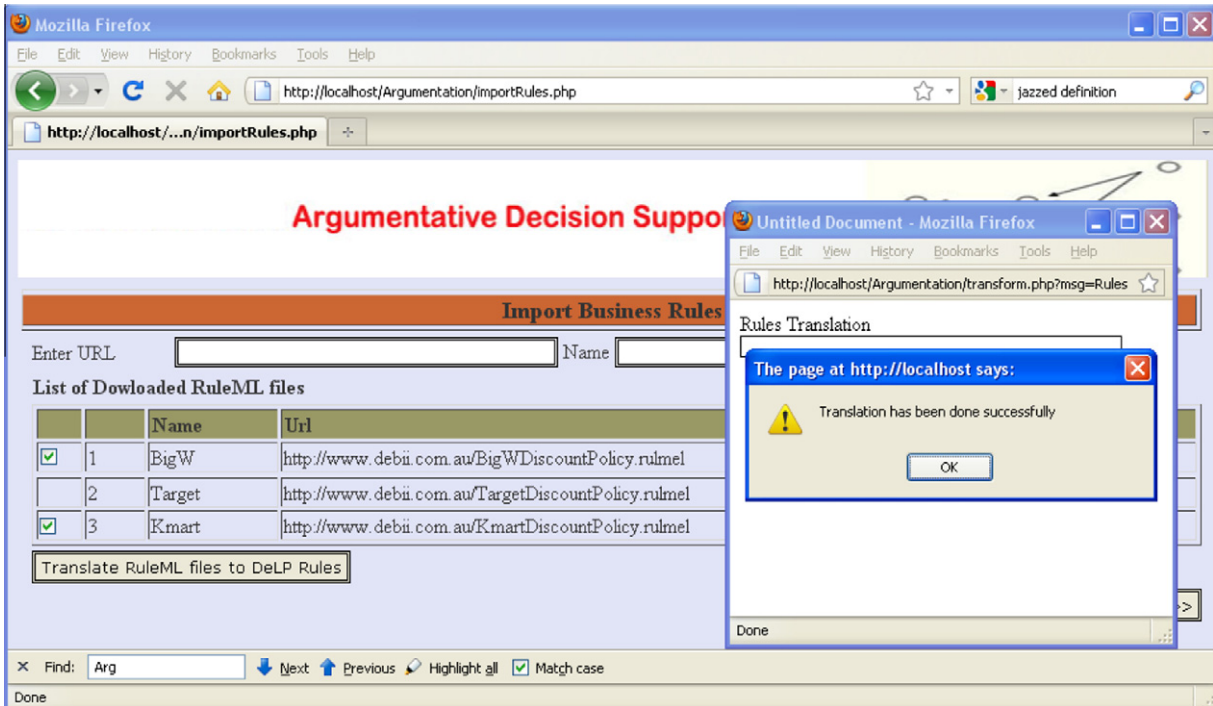 Mozilla Firefox
File Edit View History Bookmarks Tools Help
http://localhost/Argumentation/importRules.php
jazzed definition
http://localhost/...n/importRules.php
Argumentative Decision Suppo
Import Business Rules
Enter URL Name
List of Dowloaded RuleML files
Name Url
1 BigW http://www.debii.com.au/BigWDiscountPolicy.rulmel
2 Target http://www.debii.com.au/TargetDiscountPolicy.rulmel
3 Kmart http://www.debii.com.au/KmartDiscountPolicy.rulmel
Translate RuleML files to DeLP Rules
>>
Untitled Document - Mozilla Firefox
File Edit View History Bookmarks Tools Help
http://localhost/Argumentation/transform.php?msg=Rules
Rules Translation
The page at http://localhost says:
Translation has been done successfully
OK
Done
× Find: Arg Next Previous Highlight all Match case
Done